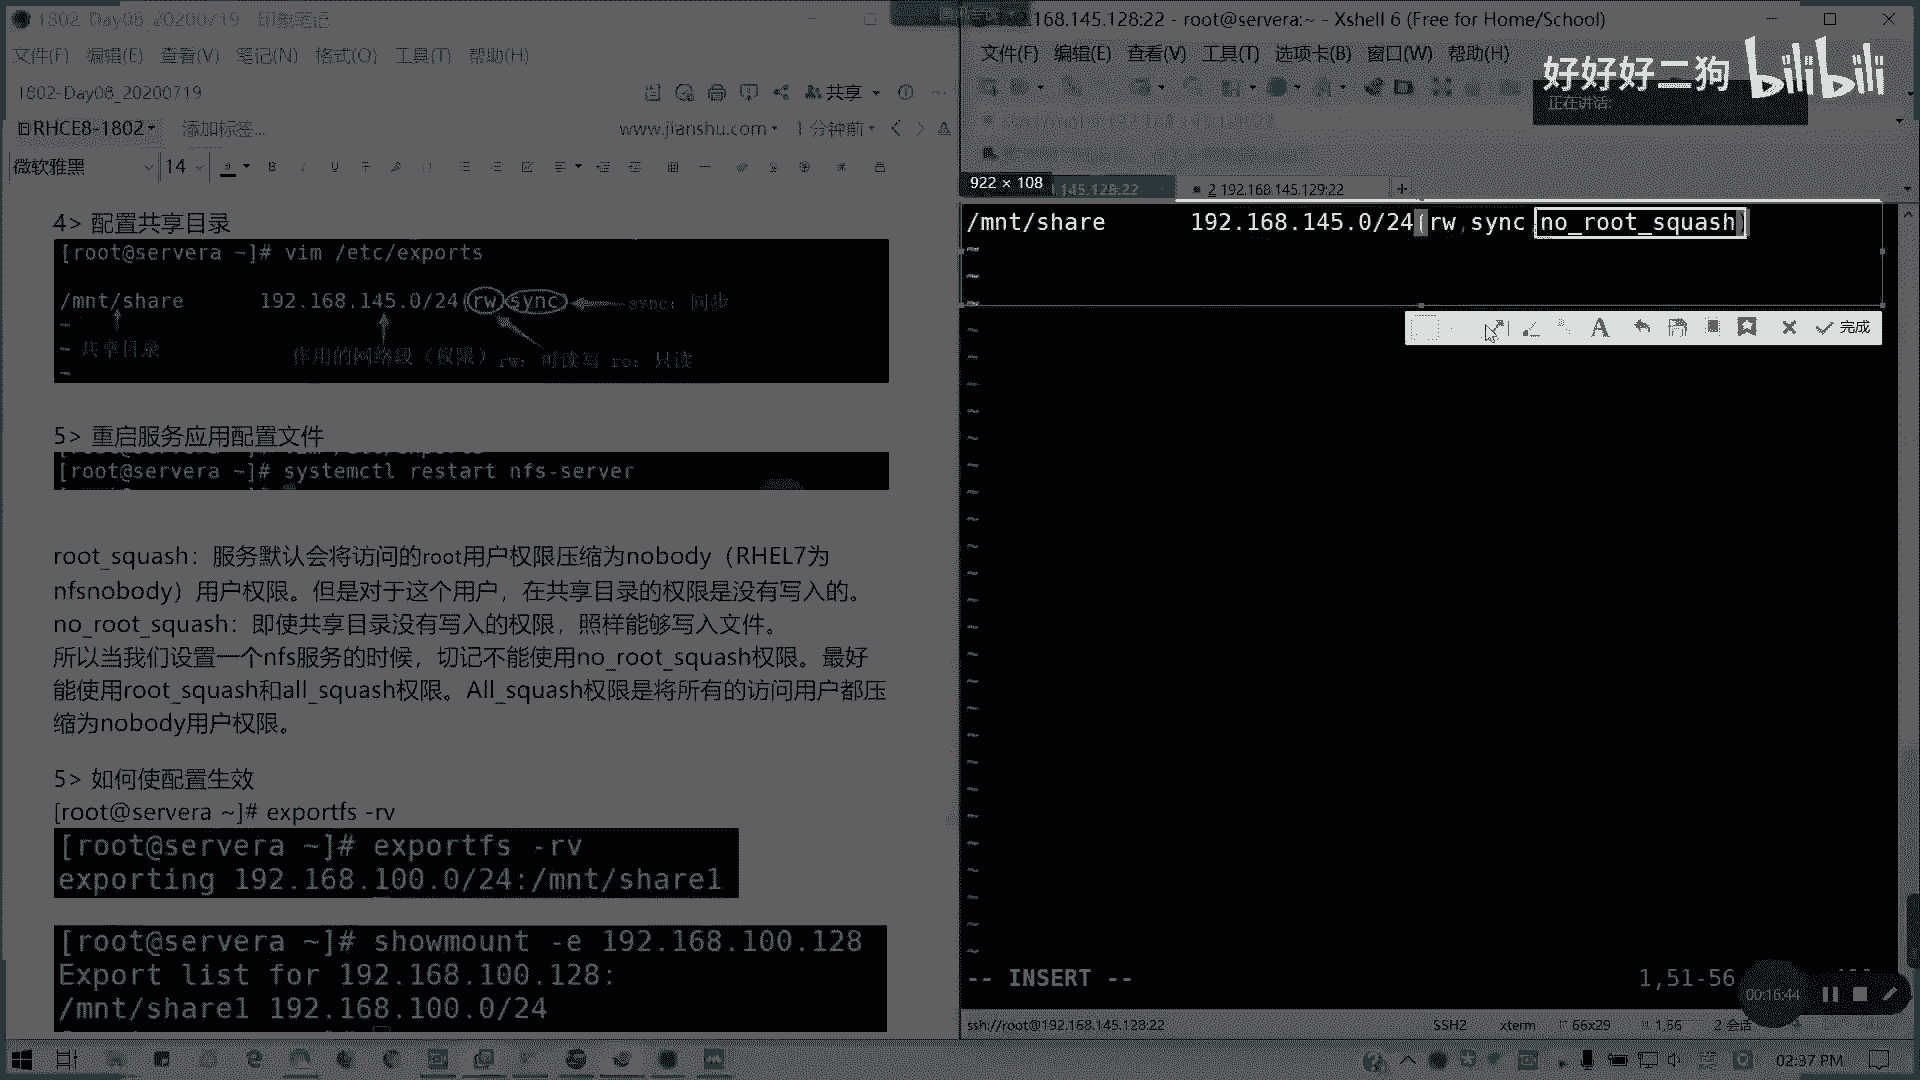 1802_Day08_20200719 - 印象笔记
文件(F) 编辑(E) 查看(V) 笔记(N) 格式(O) 工具(T) 帮助(H)
1802-Day08_20200719
共享
RHCE8-1802
添加标签...
www.jianshu.com
1 分钟前
微软雅黑
14
4> 配置共享目录
[root@servera ~]# vim /etc/exports
/mnt/share 192.168.145.0/24(rw,sync)
sync：同步
~ 共享目录
作用的网络段（权限）
rw：可读写 ro：只读
5> 重启服务应用配置文件
[root@servera ~]# systemctl restart nfs-server
root_squash：服务默认会将访问的root用户权限压缩为nobody（RHEL7为
nfsnobody）用户权限。但是对于这个用户，在共享目录的权限是没有写入的。
no_root_squash：即使共享目录没有写入的权限，照样能够写入文件。
所以当我们设置一个nfs服务的时候，切记不能使用no_root_squash权限。最好
能使用root_squash和all_squash权限。All_squash权限是将所有的访问用户都压
缩为nobody用户权限。
5> 如何使配置生效
[root@servera ~]# exportfs -rv
[root@servera ~]# exportfs -rv
exporting 192.168.100.0/24:/mnt/share1
[root@servera ~]# showmount -e 192.168.100.128
Export list for 192.168.100.128:
/mnt/share1 192.168.100.0/24
.168.145.128:22 - root@servera:~ - Xshell 6 (Free for Home/School)
文件(F) 编辑(E) 查看(V) 工具(T) 选项卡(B) 窗口(W) 帮助(H)
好好好二狗 bilibili
正在讲话:
922 × 108
.145.128:22
2 192.168.145.129:22
+
/mnt/share 192.168.145.0/24(rw,sync,no_root_squash)
完成
-- INSERT --
1,51-56
00:16:44
ssh://root@192.168.145.128:22
SSH2
xterm
66x29
1,56
2 会话
02:37 PM